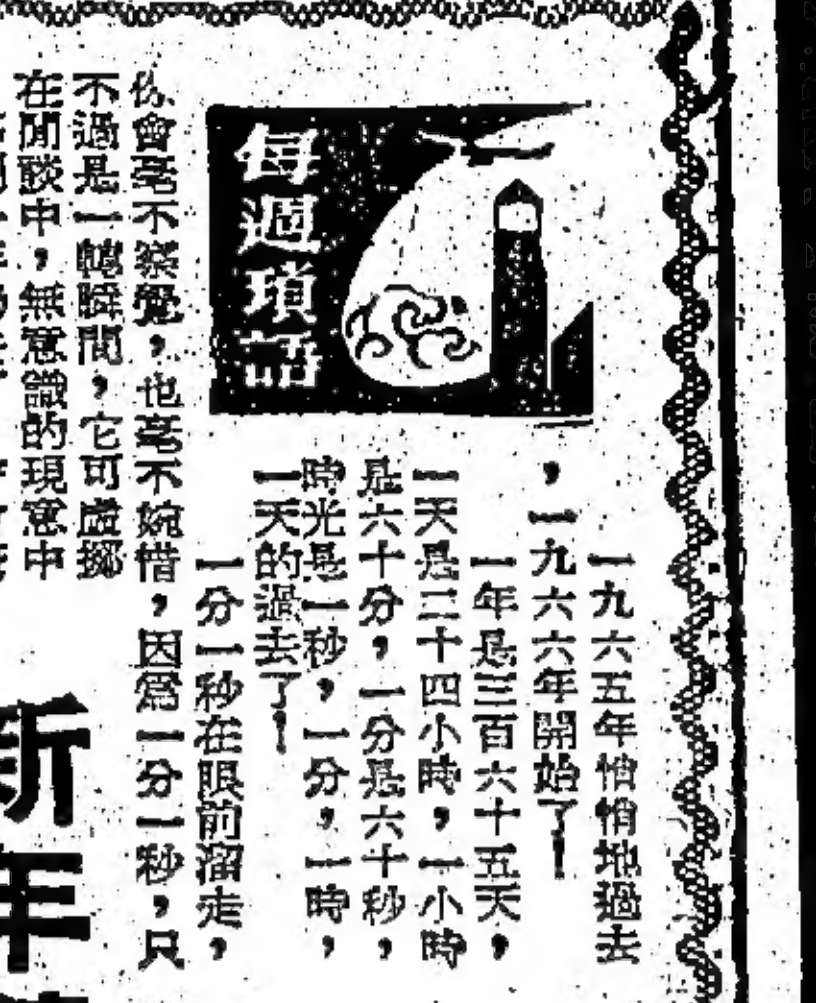 每週瑣語
一九六五年悄悄地過去
，一九六六年開始了！
一年是三百六十五天，
一天是二十四小時，一小時
是六十分，一分是六十秒，
時光是一秒，一分，一時，
一天的過去了！
一分一秒在眼前溜走，
你會毫不察覺，也毫不婉惜，因爲一分一秒，只
不過是一轉瞬間，它可虛擲
在閒談中，無意識的現意中
新年